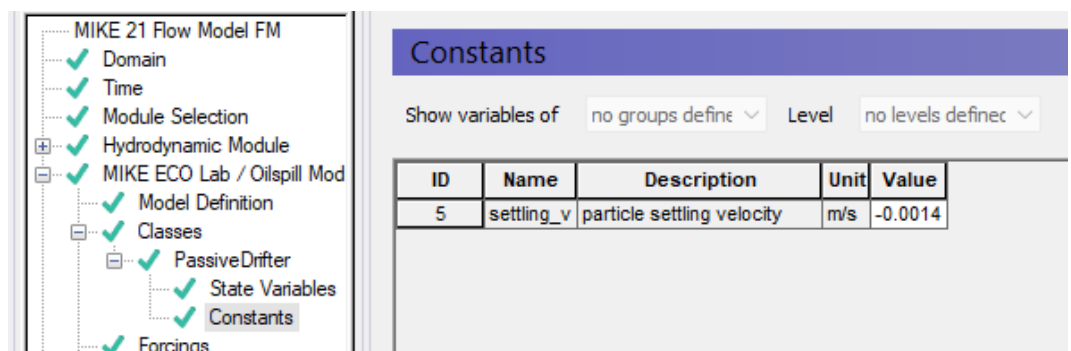 MIKE 21 Flow Model FM
Domain
Time
Module Selection
Hydrodynamic Module
MIKE ECO Lab / Oilspill Mod
Model Definition
Classes
PassiveDrifter
State Variables
Constants
Forcings
Constants
Show variables of no groups define Level no levels definec
ID Name Description Unit Value
5 settling_v particle settling velocity m/s -0.0014